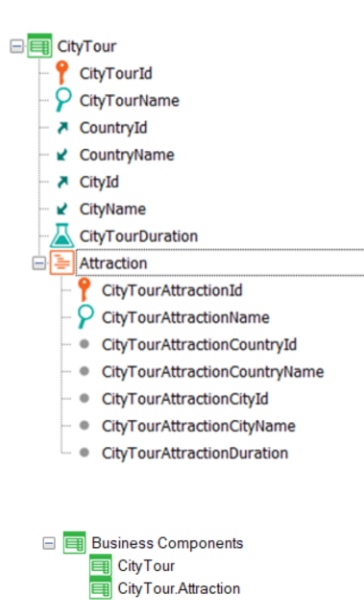 CityTour
CityTourId
CityTourName
CountryId
CountryName
CityId
CityName
CityTourDuration
Attraction
CityTourAttractionId
CityTourAttractionName
CityTourAttractionCountryId
CityTourAttractionCountryName
CityTourAttractionCityId
CityTourAttractionCityName
CityTourAttractionDuration
Business Components
CityTour
CityTour.Attraction